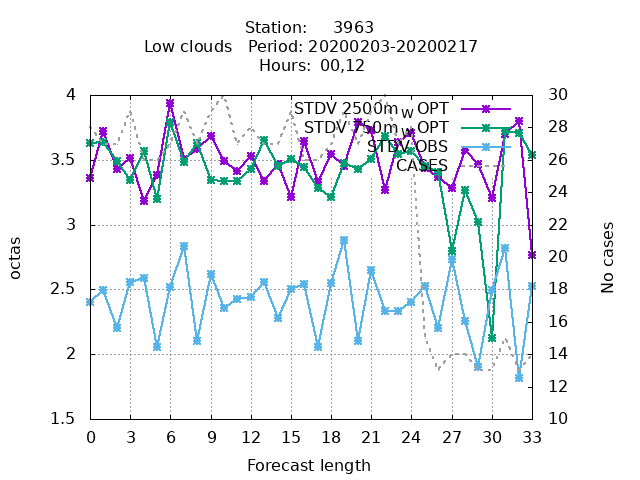 Station: 3963
Low clouds Period: 20200203-20200217
Hours: 00,12
STDV 2500m_w OPT
STDV 750m_w OPT
STDV OBS
CASES
octas
No cases
4
3.5
3
2.5
2
1.5
30
28
26
24
22
20
18
16
14
12
10
0 3 6 9 12 15 18 21 24 27 30 33
Forecast length